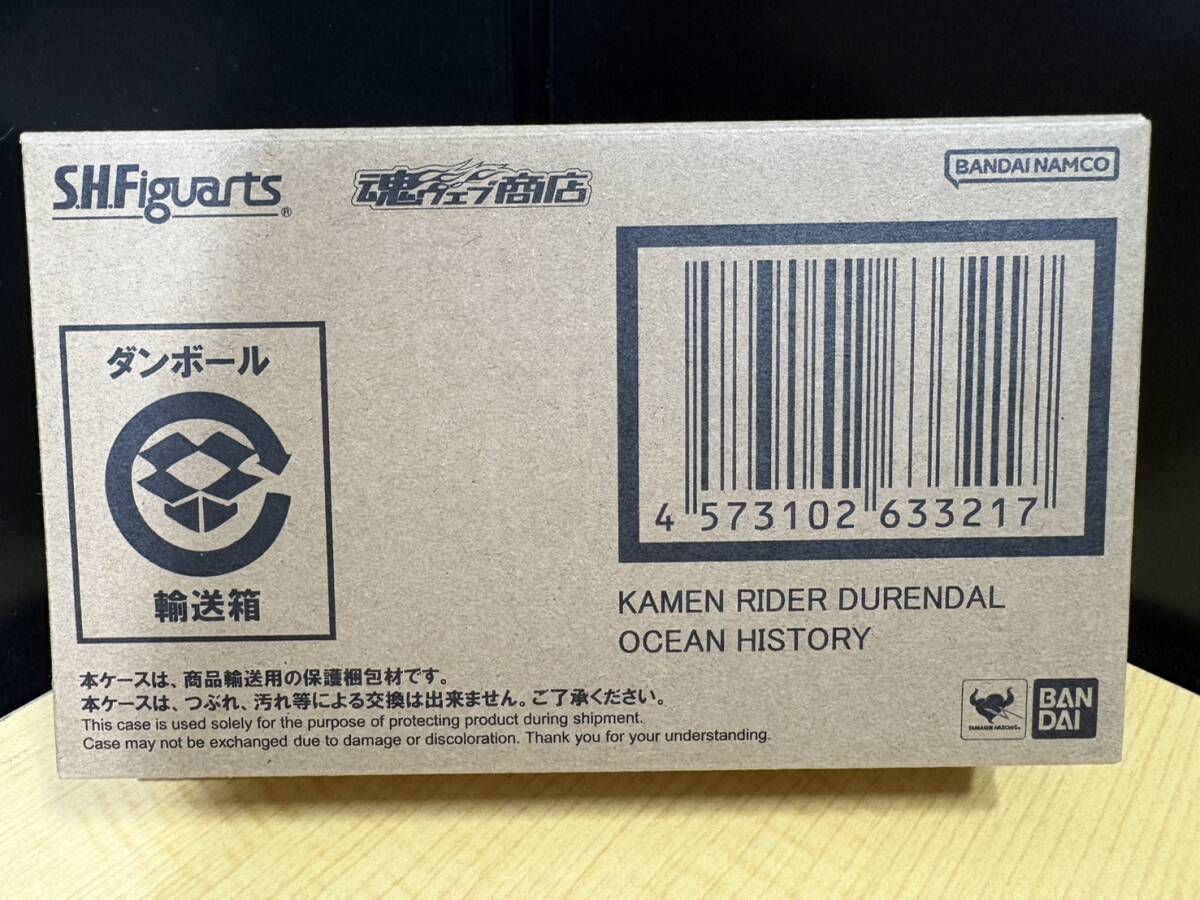 S.H.Figuarts®
魂ウェブ商店
BANDAI NAMCO
ダンボール
輸送箱
4 573102 633217
KAMEN RIDER DURENDAL
OCEAN HISTORY
本ケースは、商品輸送用の保護梱包材です。
本ケースは、つぶれ、汚れ等による交換は出来ません。ご了承ください。
This case is used solely for the purpose of protecting product during shipment.
Case may not be exchanged due to damage or discoloration. Thank you for your understanding.
TAMASHII NATIONS
BAN
DAI